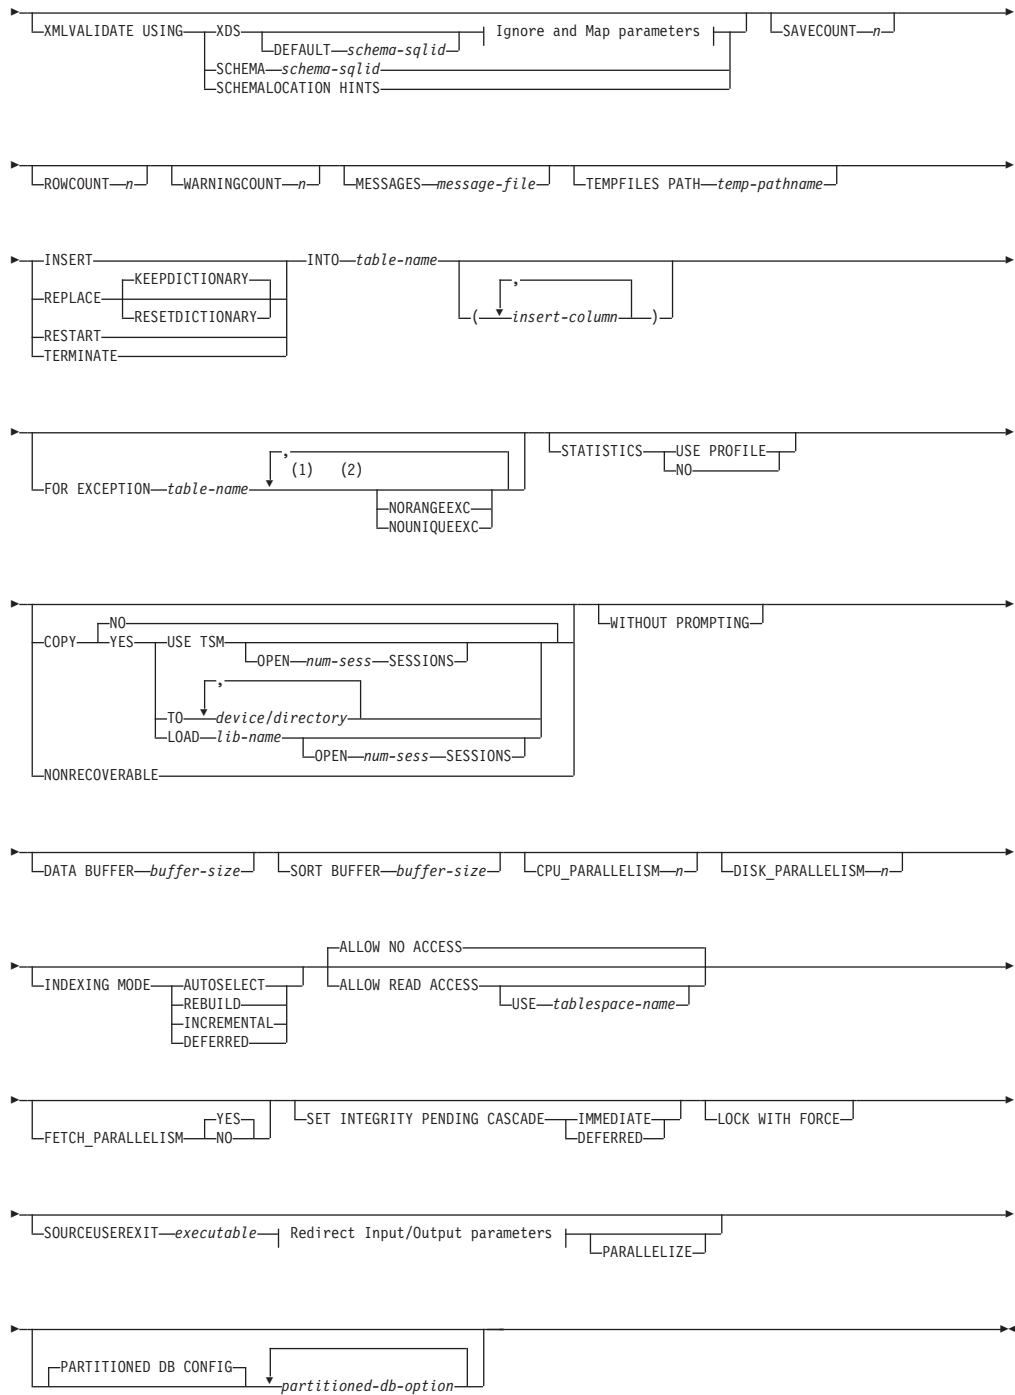 XMLVALIDATE USING XDS Ignore and Map parameters SAVECOUNT n
DEFAULT schema-sqlid
SCHEMA schema-sqlid
SCHEMALOCATION HINTS
ROWCOUNT n WARNINGCOUNT n MESSAGES message-file TEMPFILES PATH temp-pathname
INSERT INTO table-name
KEEPDICTIONARY ,
REPLACE
RESETDICTIONARY ( insert-column )
RESTART
TERMINATE
STATISTICS USE PROFILE
, NO
(1) (2)
FOR EXCEPTION table-name
NORANGEEXC
NOUNIQUEEXC
NO WITHOUT PROMPTING
COPY YES USE TSM
OPEN num-sess SESSIONS
,
TO device/directory
LOAD lib-name
OPEN num-sess SESSIONS
NONRECOVERABLE
DATA BUFFER buffer-size SORT BUFFER buffer-size CPU_PARALLELISM n DISK_PARALLELISM n
ALLOW NO ACCESS
INDEXING MODE AUTOSELECT ALLOW READ ACCESS
REBUILD USE tablespace-name
INCREMENTAL
DEFERRED
YES SET INTEGRITY PENDING CASCADE IMMEDIATE LOCK WITH FORCE
FETCH_PARALLELISM NO DEFERRED
SOURCEUSEREXIT executable Redirect Input/Output parameters
PARALLELIZE
PARTITIONED DB CONFIG
partitioned-db-option